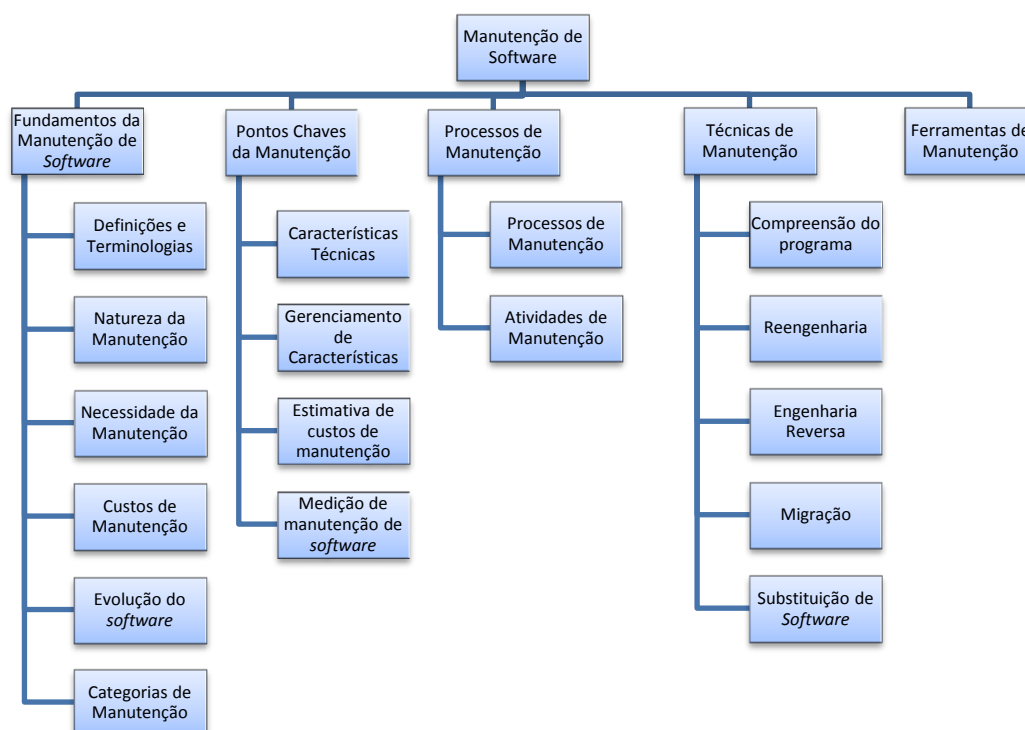 Manutenção de
Software
Fundamentos da
Manutenção de
Software
Pontos Chaves
da Manutenção
Processos de
Manutenção
Técnicas de
Manutenção
Ferramentas de
Manutenção
Definições e
Terminologias
Natureza da
Manutenção
Necessidade da
Manutenção
Custos de
Manutenção
Evolução do
software
Categorias de
Manutenção
Características
Técnicas
Gerenciamento
de
Características
Estimativa de
custos de
manutenção
Medição de
manutenção de
software
Processos de
Manutenção
Atividades de
Manutenção
Compreensão do
programa
Reengenharia
Engenharia
Reversa
Migração
Substituição de
Software